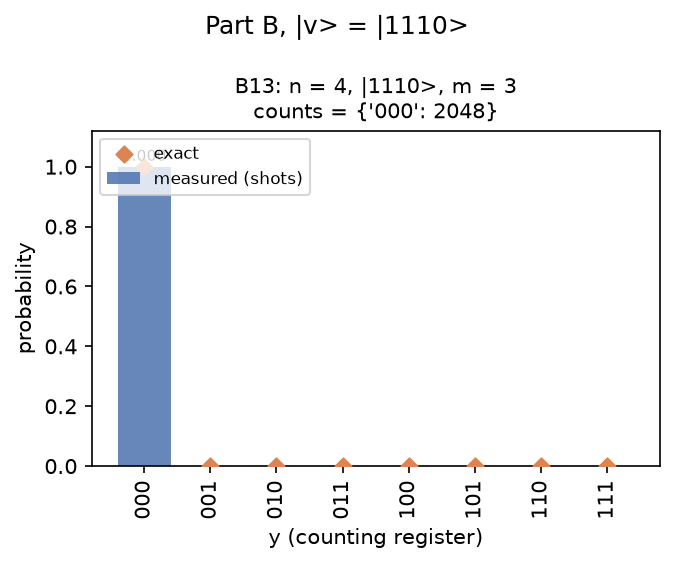 Part B, |v> = |1110>
B13: n = 4, |1110>, m = 3
counts = {'000': 2048}
exact
measured (shots)
probability
1.0
0.8
0.6
0.4
0.2
0.0
000
001
010
011
100
101
110
111
y (counting register)